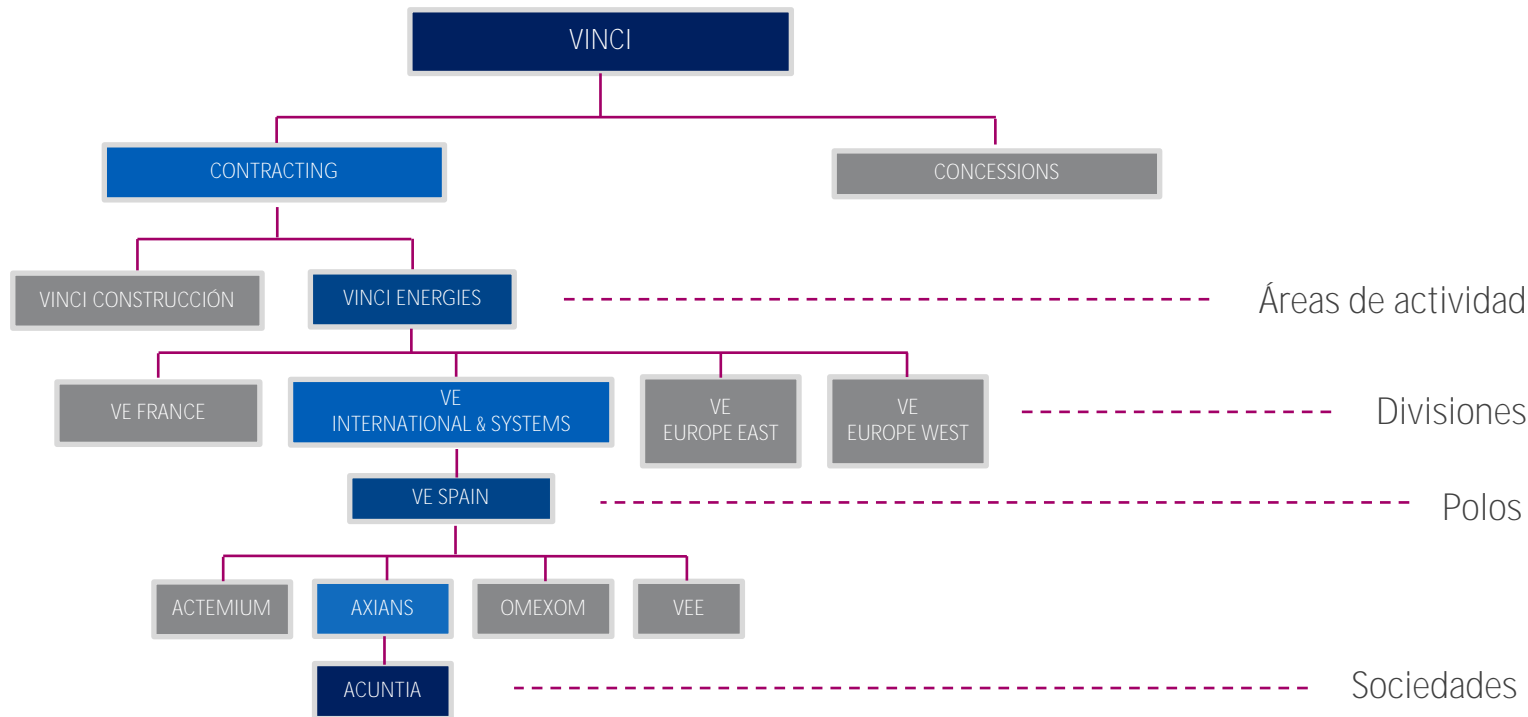 VINCI
CONTRACTING
CONCESSIONS
VINCI CONSTRUCCIÓN
VINCI ENERGIES
Áreas de actividad
VE FRANCE
VE
INTERNATIONAL & SYSTEMS
VE
EUROPE EAST
VE
EUROPE WEST
Divisiones
VE SPAIN
Polos
ACTEMIUM
AXIANS
OMEXOM
VEE
ACUNTIA
Sociedades